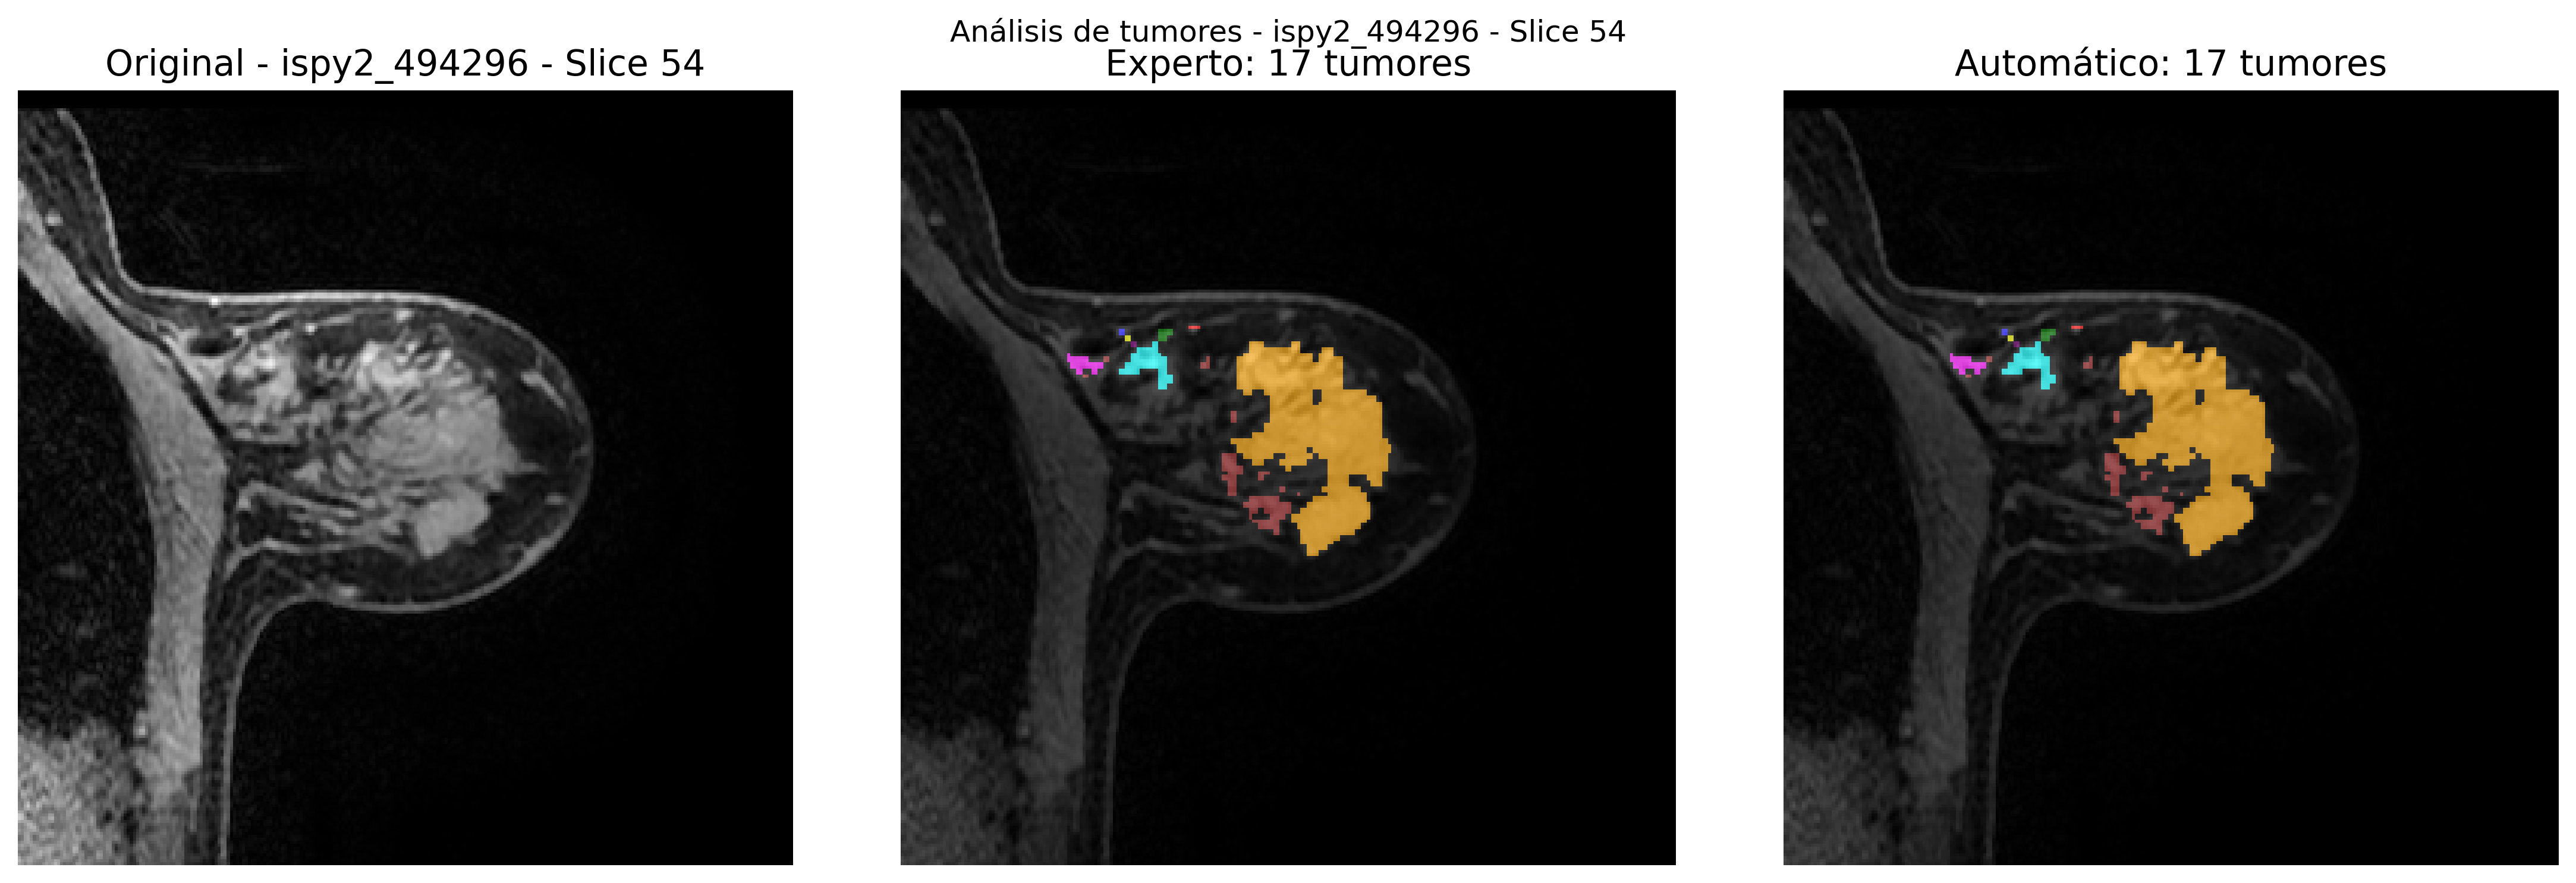 Análisis de tumores - ispy2_494296 - Slice 54
Original - ispy2_494296 - Slice 54
Experto: 17 tumores
Automático: 17 tumores